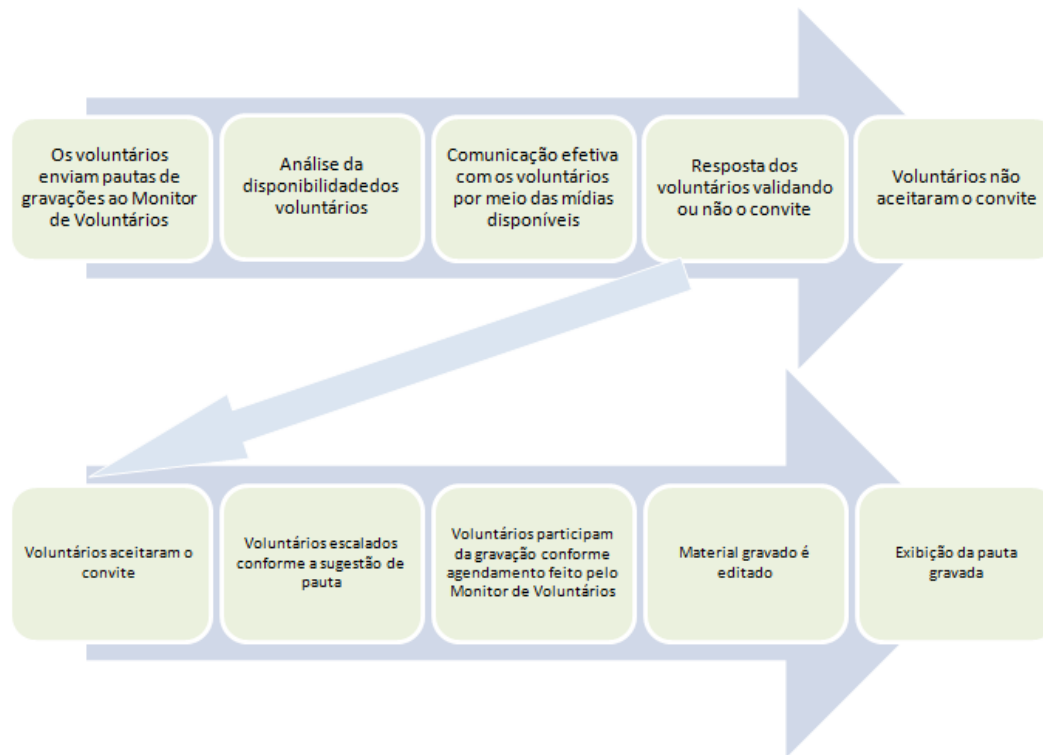 Os voluntários
enviam pautas de
gravações ao Monitor
de Voluntários
Análise da
disponibilidadedos
voluntários
Comunicação efetiva
com os voluntários
por meio das mídias
disponíveis
Resposta dos
voluntários validando
ou não o convite
Voluntários não
aceitaram o convite
Voluntários aceitaram o
convite
Voluntários escalados
conforme a sugestão de
pauta
Voluntários participam
da gravação conforme
agendamento feito pelo
Monitor de Voluntários
Material gravado é
editado
Exibição da pauta
gravada